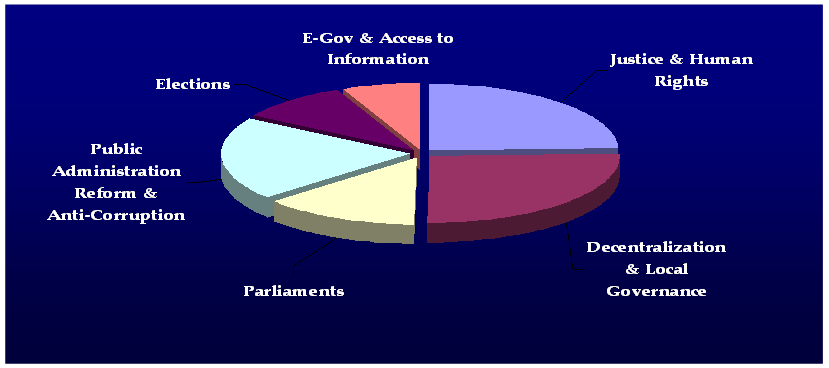 E-Gov & Access to
Information
Justice & Human
Rights
Elections
Public
Administration
Reform &
Anti-Corruption
Decentralization
& Local
Governance
Parliaments